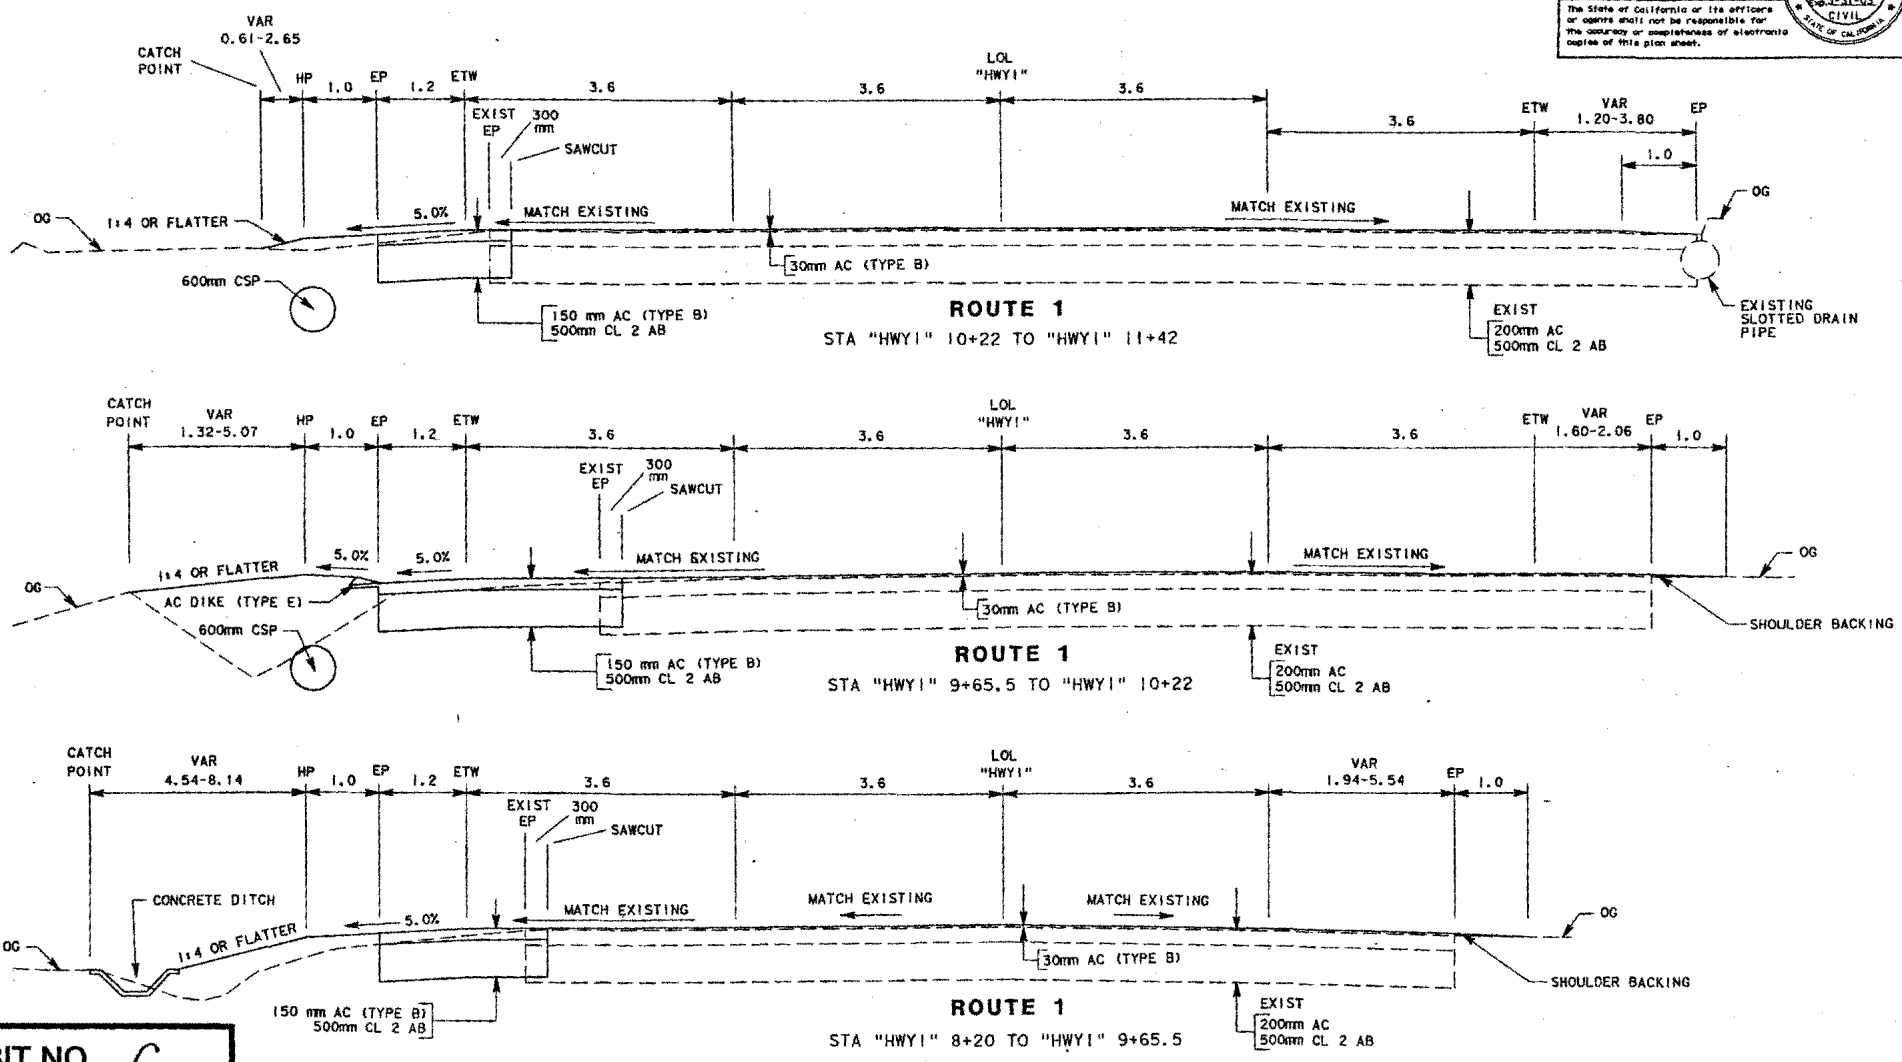 The State of California or its officers
or agents shall not be responsible for
the accuracy or completeness of electronic
copies of this plan sheet.
CIVIL
STATE OF CALIFORNIA
VAR
0.61-2.65
CATCH
POINT
HP
1.0
EP
1.2
ETW
3.6
3.6
LOL
"HWY1"
3.6
3.6
ETW
VAR
1.20-3.80
EP
1.0
EXIST
EP
300
mm
SAWCUT
OG
1:4 OR FLATTER
5.0%
MATCH EXISTING
MATCH EXISTING
OG
600mm CSP
30mm AC (TYPE B)
150 mm AC (TYPE B)
500mm CL 2 AB
ROUTE 1
STA "HWY1" 10+22 TO "HWY1" 11+42
EXIST
200mm AC
500mm CL 2 AB
EXISTING
SLOTTED DRAIN
PIPE
CATCH
POINT
VAR
1.32-5.07
HP
1.0
EP
1.2
ETW
3.6
3.6
LOL
"HWY1"
3.6
3.6
ETW
VAR
1.60-2.06
EP
1.0
EXIST
EP
300
mm
SAWCUT
OG
1:4 OR FLATTER
5.0%
5.0%
MATCH EXISTING
MATCH EXISTING
OG
AC DIKE (TYPE E)
600mm CSP
30mm AC (TYPE B)
SHOULDER BACKING
150 mm AC (TYPE B)
500mm CL 2 AB
ROUTE 1
STA "HWY1" 9+65.5 TO "HWY1" 10+22
EXIST
200mm AC
500mm CL 2 AB
CATCH
POINT
VAR
4.54-8.14
HP
1.0
EP
1.2
ETW
3.6
3.6
LOL
"HWY1"
3.6
VAR
1.94-5.54
EP
1.0
EXIST
EP
300
mm
SAWCUT
CONCRETE DITCH
OG
1:4 OR FLATTER
5.0%
MATCH EXISTING
MATCH EXISTING
MATCH EXISTING
OG
30mm AC (TYPE B)
SHOULDER BACKING
150 mm AC (TYPE B)
500mm CL 2 AB
ROUTE 1
STA "HWY1" 8+20 TO "HWY1" 9+65.5
EXIST
200mm AC
500mm CL 2 AB
BIT NO.